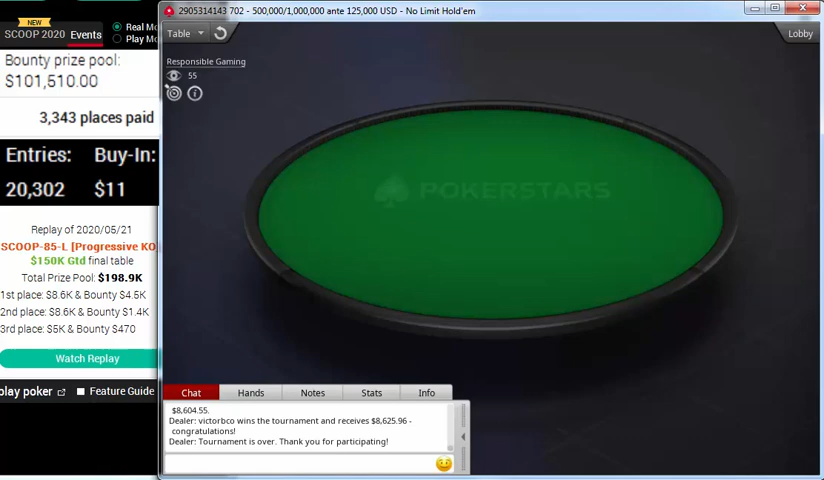 2905314143 702 - 500,000/1,000,000 ante 125,000 USD - No Limit Hold'em
NEW
SCOOP 2020
Events
Real Mo
Play Mo
Bounty prize pool:
$101,510.00
3,343 places paid
Entries:
Buy-In:
20,302
$11
Replay of 2020/05/21
SCOOP-85-L [Progressive KO
$150K Gtd final table
Total Prize Pool: $198.9K
1st place: $8.6K & Bounty $4.5K
2nd place: $8.6K & Bounty $1.4K
3rd place: $5K & Bounty $470
Watch Replay
play poker
Feature Guide
Table
Lobby
Responsible Gaming
55
POKERSTARS
Chat
Hands
Notes
Stats
Info
$8,604.55.
Dealer: victorbco wins the tournament and receives $8,625.96 -
congratulations!
Dealer: Tournament is over. Thank you for participating!